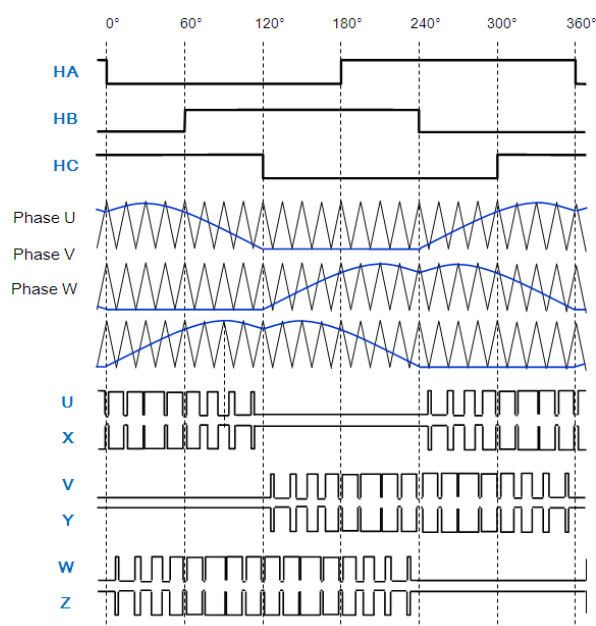 0° 60° 120° 180° 240° 300° 360°
HA
HB
HC
Phase U
Phase V
Phase W
U
X
V
Y
W
Z